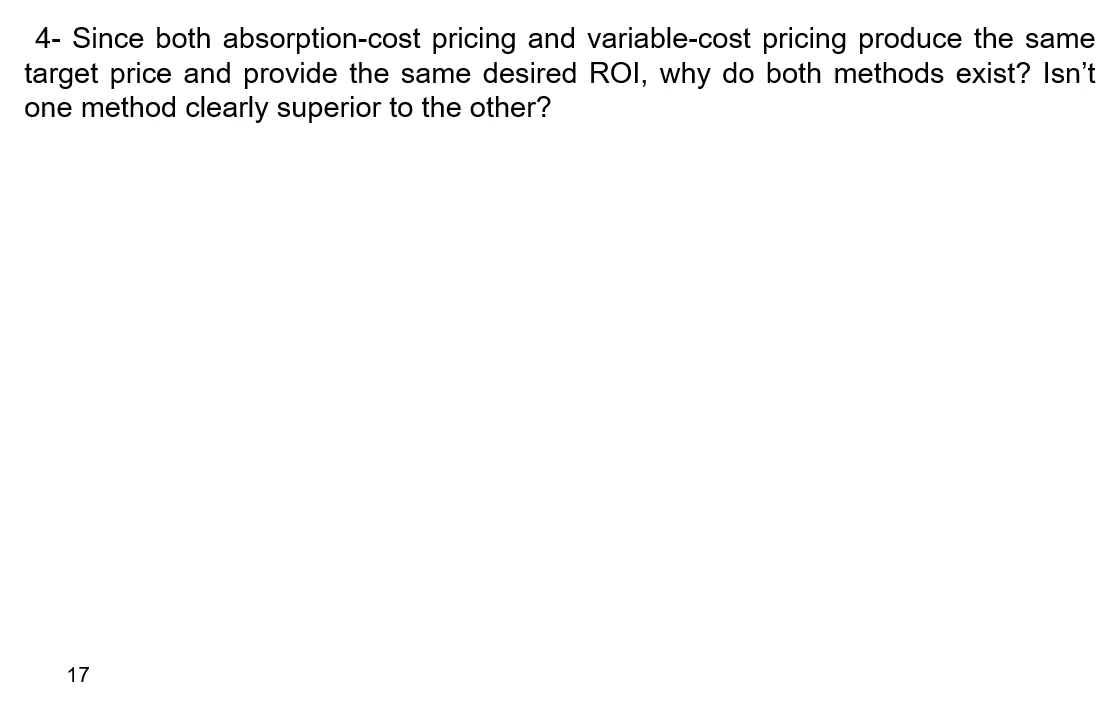 4- Since both absorption-cost pricing and variable-cost pricing produce the same
target price and provide the same desired ROI, why do both methods exist? Isn’t
one method clearly superior to the other?
17